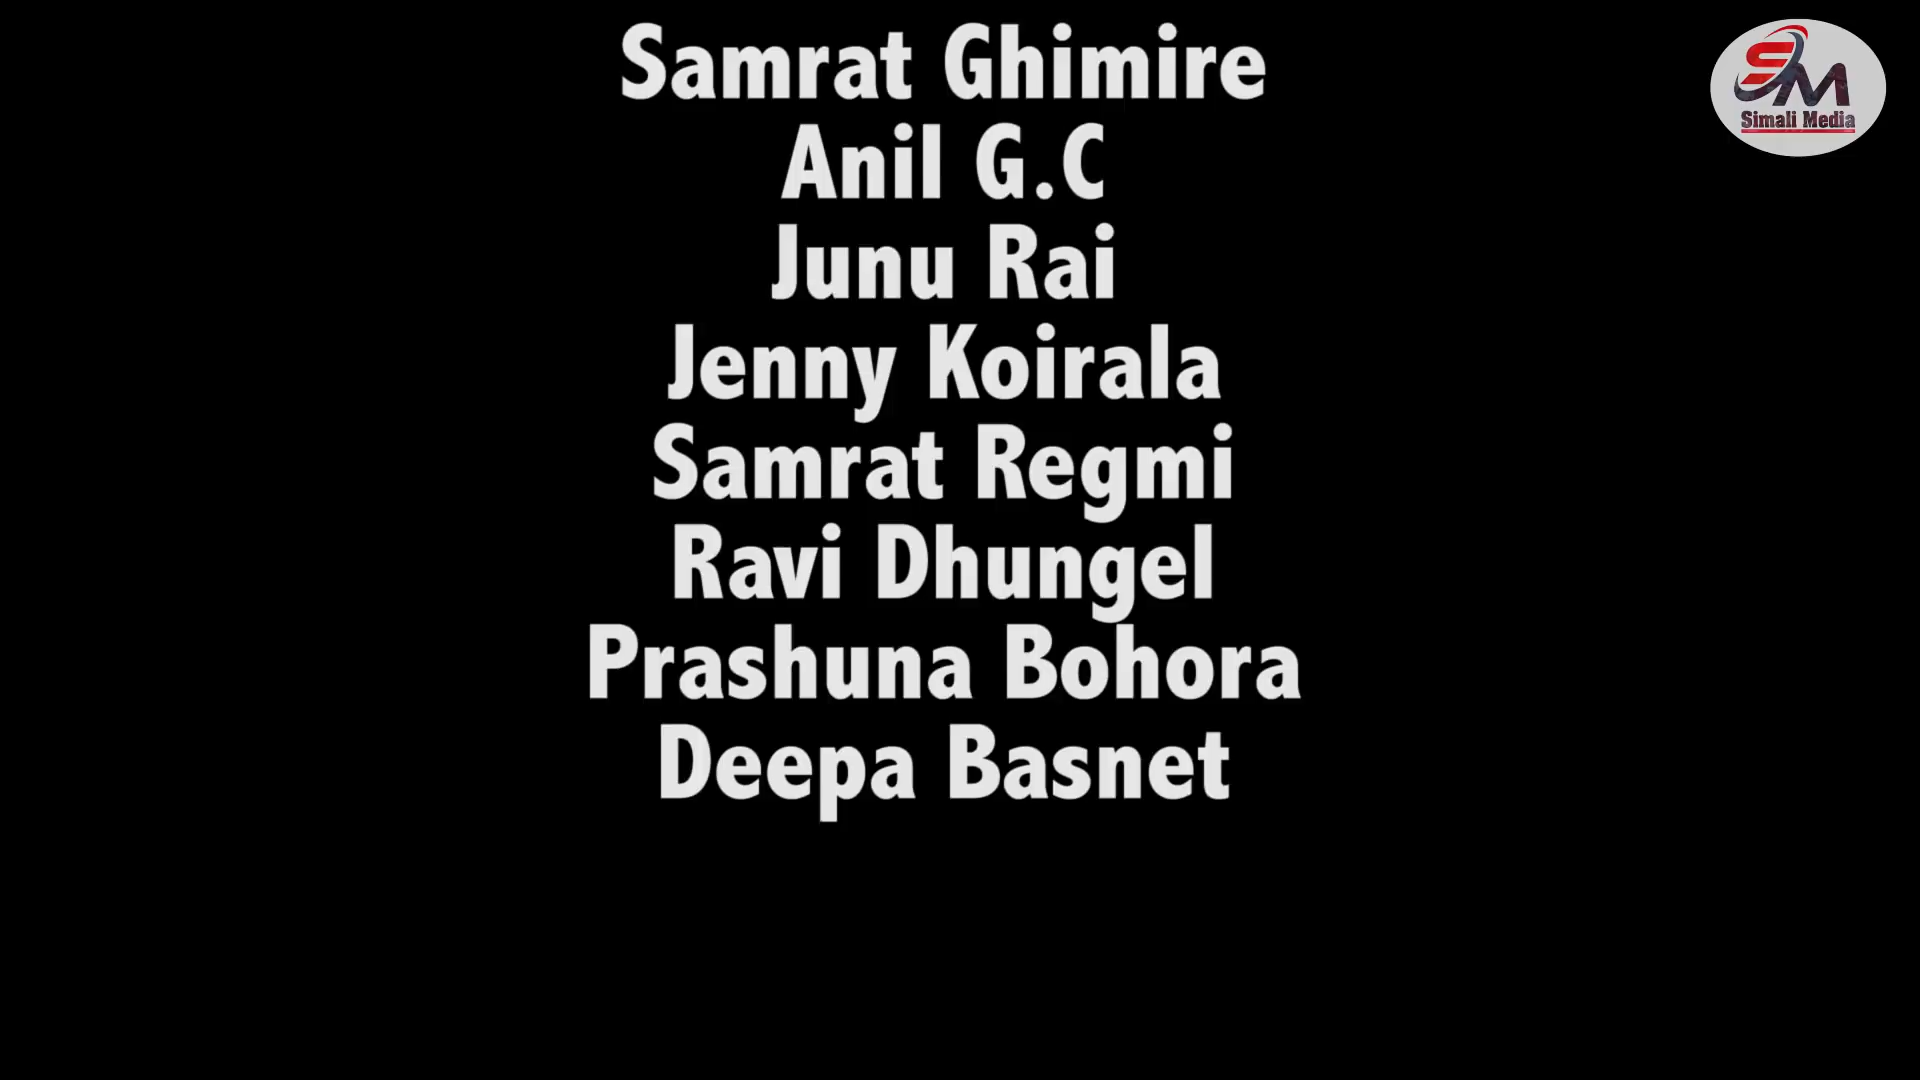 Samrat Ghimire
Anil G.C
Junu Rai
Jenny Koirala
Samrat Regmi
Ravi Dhungel
Prashuna Bohora
Deepa Basnet
SM
Simali Media